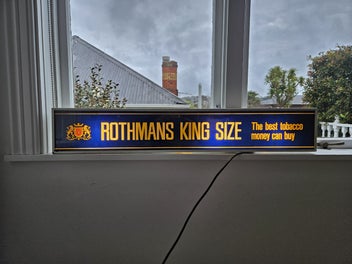 ROTHMANS KING SIZE
The best tobacco
money can buy